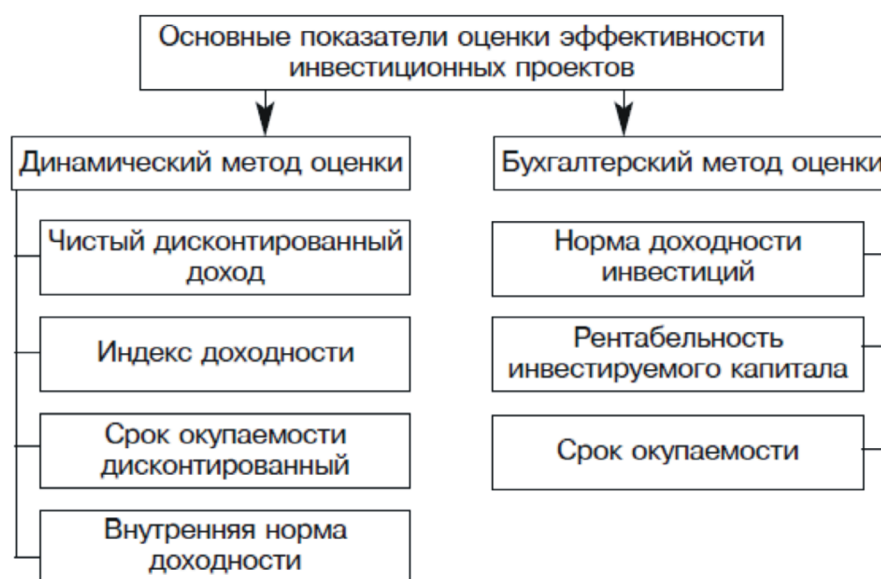 Основные показатели оценки эффективности
инвестиционных проектов
Динамический метод оценки
Бухгалтерский метод оценки
Чистый дисконтированный
доход
Норма доходности
инвестиций
Индекс доходности
Рентабельность
инвестируемого капитала
Срок окупаемости
дисконтированный
Срок окупаемости
Внутренняя норма
доходности